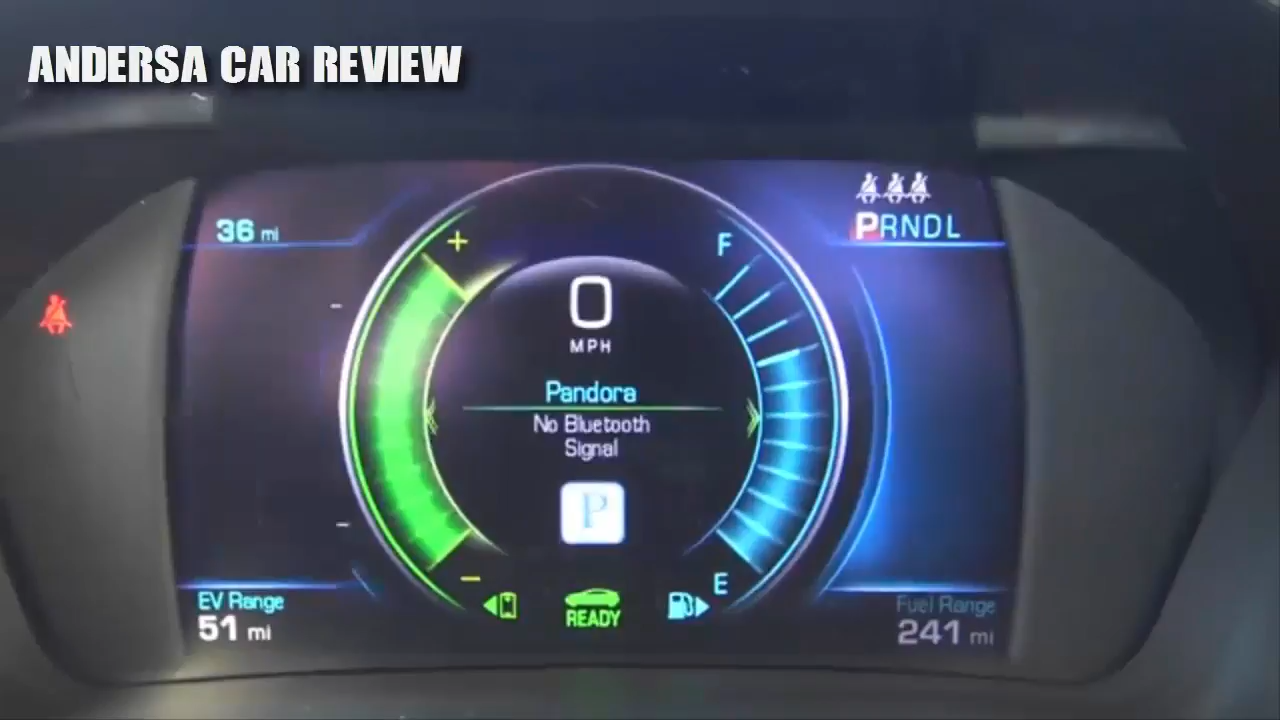 ANDERSA CAR REVIEW
36 mi
PRNDL
+
F
0
MPH
Pandora
No Bluetooth
Signal
P
−
E
READY
EV Range
51 mi
Fuel Range
241 mi